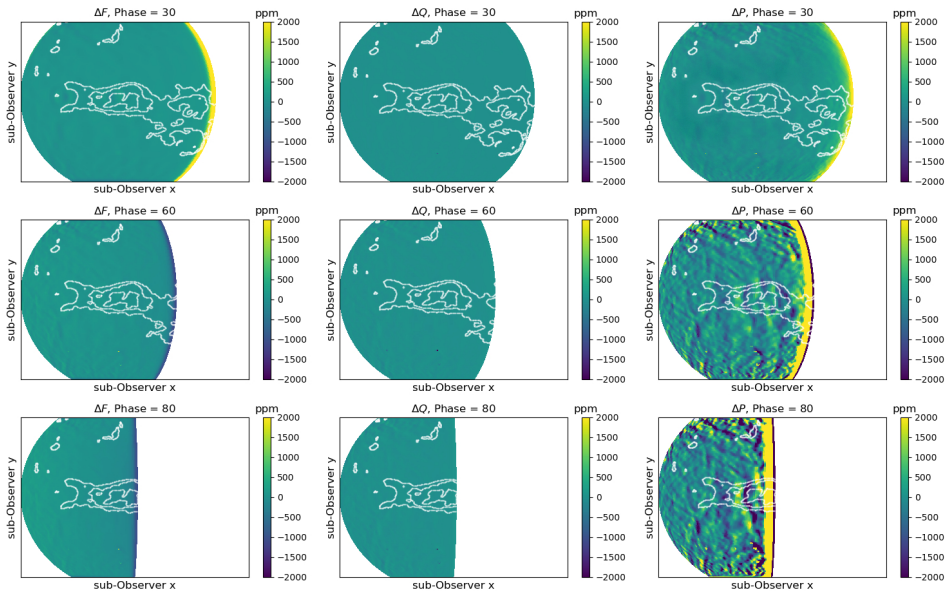 ΔF, Phase = 30
ppm
2000
1500
1000
500
0
−500
−1000
−1500
−2000
sub-Observer y
sub-Observer x
ΔQ, Phase = 30
ppm
2000
1500
1000
500
0
−500
−1000
−1500
−2000
sub-Observer y
sub-Observer x
ΔP, Phase = 30
ppm
2000
1500
1000
500
0
−500
−1000
−1500
−2000
sub-Observer y
sub-Observer x
ΔF, Phase = 60
ppm
2000
1500
1000
500
0
−500
−1000
−1500
−2000
sub-Observer y
sub-Observer x
ΔQ, Phase = 60
ppm
2000
1500
1000
500
0
−500
−1000
−1500
−2000
sub-Observer y
sub-Observer x
ΔP, Phase = 60
ppm
2000
1500
1000
500
0
−500
−1000
−1500
−2000
sub-Observer y
sub-Observer x
ΔF, Phase = 80
ppm
2000
1500
1000
500
0
−500
−1000
−1500
−2000
sub-Observer y
sub-Observer x
ΔQ, Phase = 80
ppm
2000
1500
1000
500
0
−500
−1000
−1500
−2000
sub-Observer y
sub-Observer x
ΔP, Phase = 80
ppm
2000
1500
1000
500
0
−500
−1000
−1500
−2000
sub-Observer y
sub-Observer x